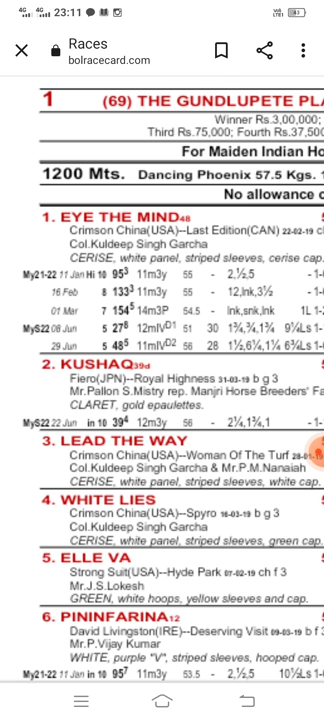 4G 4G 23:11
Races
bolracecard.com
1 (69) THE GUNDLUPETE PLA
Winner Rs.3,00,000;
Third Rs.75,000; Fourth Rs.37,500
For Maiden Indian Ho
1200 Mts. Dancing Phoenix 57.5 Kgs. 1
No allowance
1. EYE THE MIND48
Crimson China(USA)--Last Edition(CAN) 22-02-19 c
Col.Kuldeep Singh Garcha
CERISE, white panel, striped sleeves, cerise cap.
My21-22 11 Jan Hi 10 95³ 11m3y 55 - 2,½,5 -1-
16 Feb 8 133³ 11m3y 55 - 12,lnk,3½ -1-
01 Mar 7 154⁵ 14m3P 54.5 - lnk,snk,lnk 1L 1-
MyS22 08 Jun 5 27⁸ 12mIVD1 51 30 1¾,¾,1¾ 9¼Ls 1-
29 Jun 5 48⁵ 11mIVD2 56 28 1½,6¼,1¼ 6¾Ls 1-
2. KUSHAQ39d
Fiero(JPN)--Royal Highness 31-03-19 b g 3
Mr.Pallon S.Mistry rep. Manjri Horse Breeders' Fa
CLARET, gold epaulettes.
MyS22 22 Jun in 10 39⁴ 12m3y 56 - 2¼,1¾,1 -1-
3. LEAD THE WAY
Crimson China(USA)--Woman Of The Turf
Col.Kuldeep Singh Garcha & Mr.P.M.Nanaiah
CERISE, white panel, striped sleeves, white cap.
4. WHITE LIES
Crimson China(USA)--Spyro 16-03-19 b g 3
Col.Kuldeep Singh Garcha
CERISE, white panel, striped sleeves, green cap.
5. ELLE VA
Strong Suit(USA)--Hyde Park 07-02-19 ch f 3
Mr.J.S.Lokesh
GREEN, white hoops, yellow sleeves and cap.
6. PININFARINA12
David Livingston(IRE)--Deserving Visit 09-03-19 b f 3
Mr.P.Vijay Kumar
WHITE, purple "V", striped sleeves, hooped cap.
My21-22 11 Jan in 10 95⁷ 11m3y 53.5 - 2,½,5 10½Ls 1-